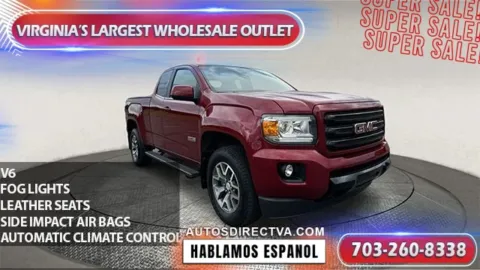 VIRGINIA'S LARGEST WHOLESALE OUTLET
SUPER SALE!
SUPER SALE!
SUPER SALE!
GMC
V6
FOG LIGHTS
LEATHER SEATS
SIDE IMPACT AIR BAGS
AUTOMATIC CLIMATE CONTROL
AUTOSDIRECTVA.COM
HABLAMOS ESPANOL
703-260-8338